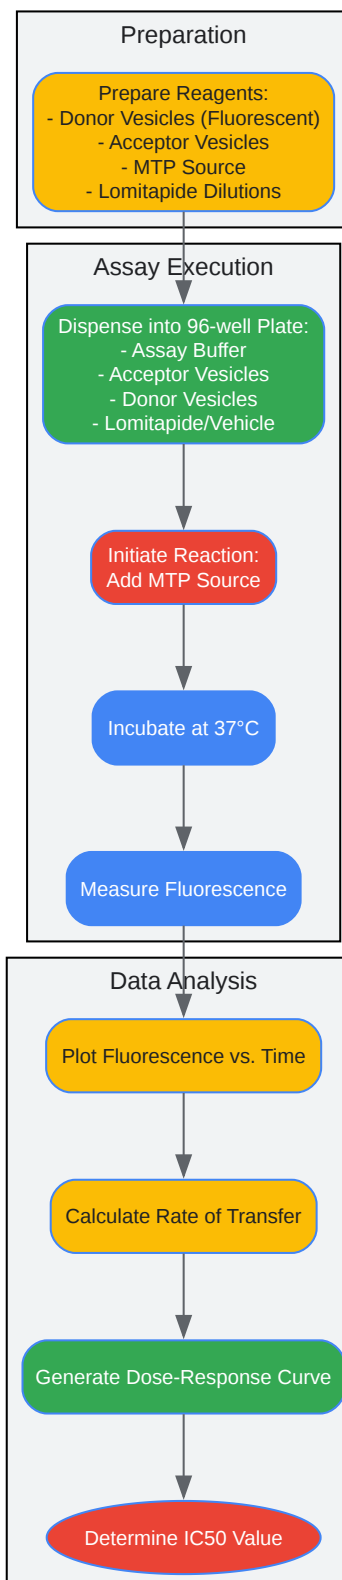 Preparation
Prepare Reagents:
- Donor Vesicles (Fluorescent)
- Acceptor Vesicles
- MTP Source
- Lomitapide Dilutions
Assay Execution
Dispense into 96-well Plate:
- Assay Buffer
- Acceptor Vesicles
- Donor Vesicles
- Lomitapide/Vehicle
Initiate Reaction:
Add MTP Source
Incubate at 37°C
Measure Fluorescence
Data Analysis
Plot Fluorescence vs. Time
Calculate Rate of Transfer
Generate Dose-Response Curve
Determine IC50 Value